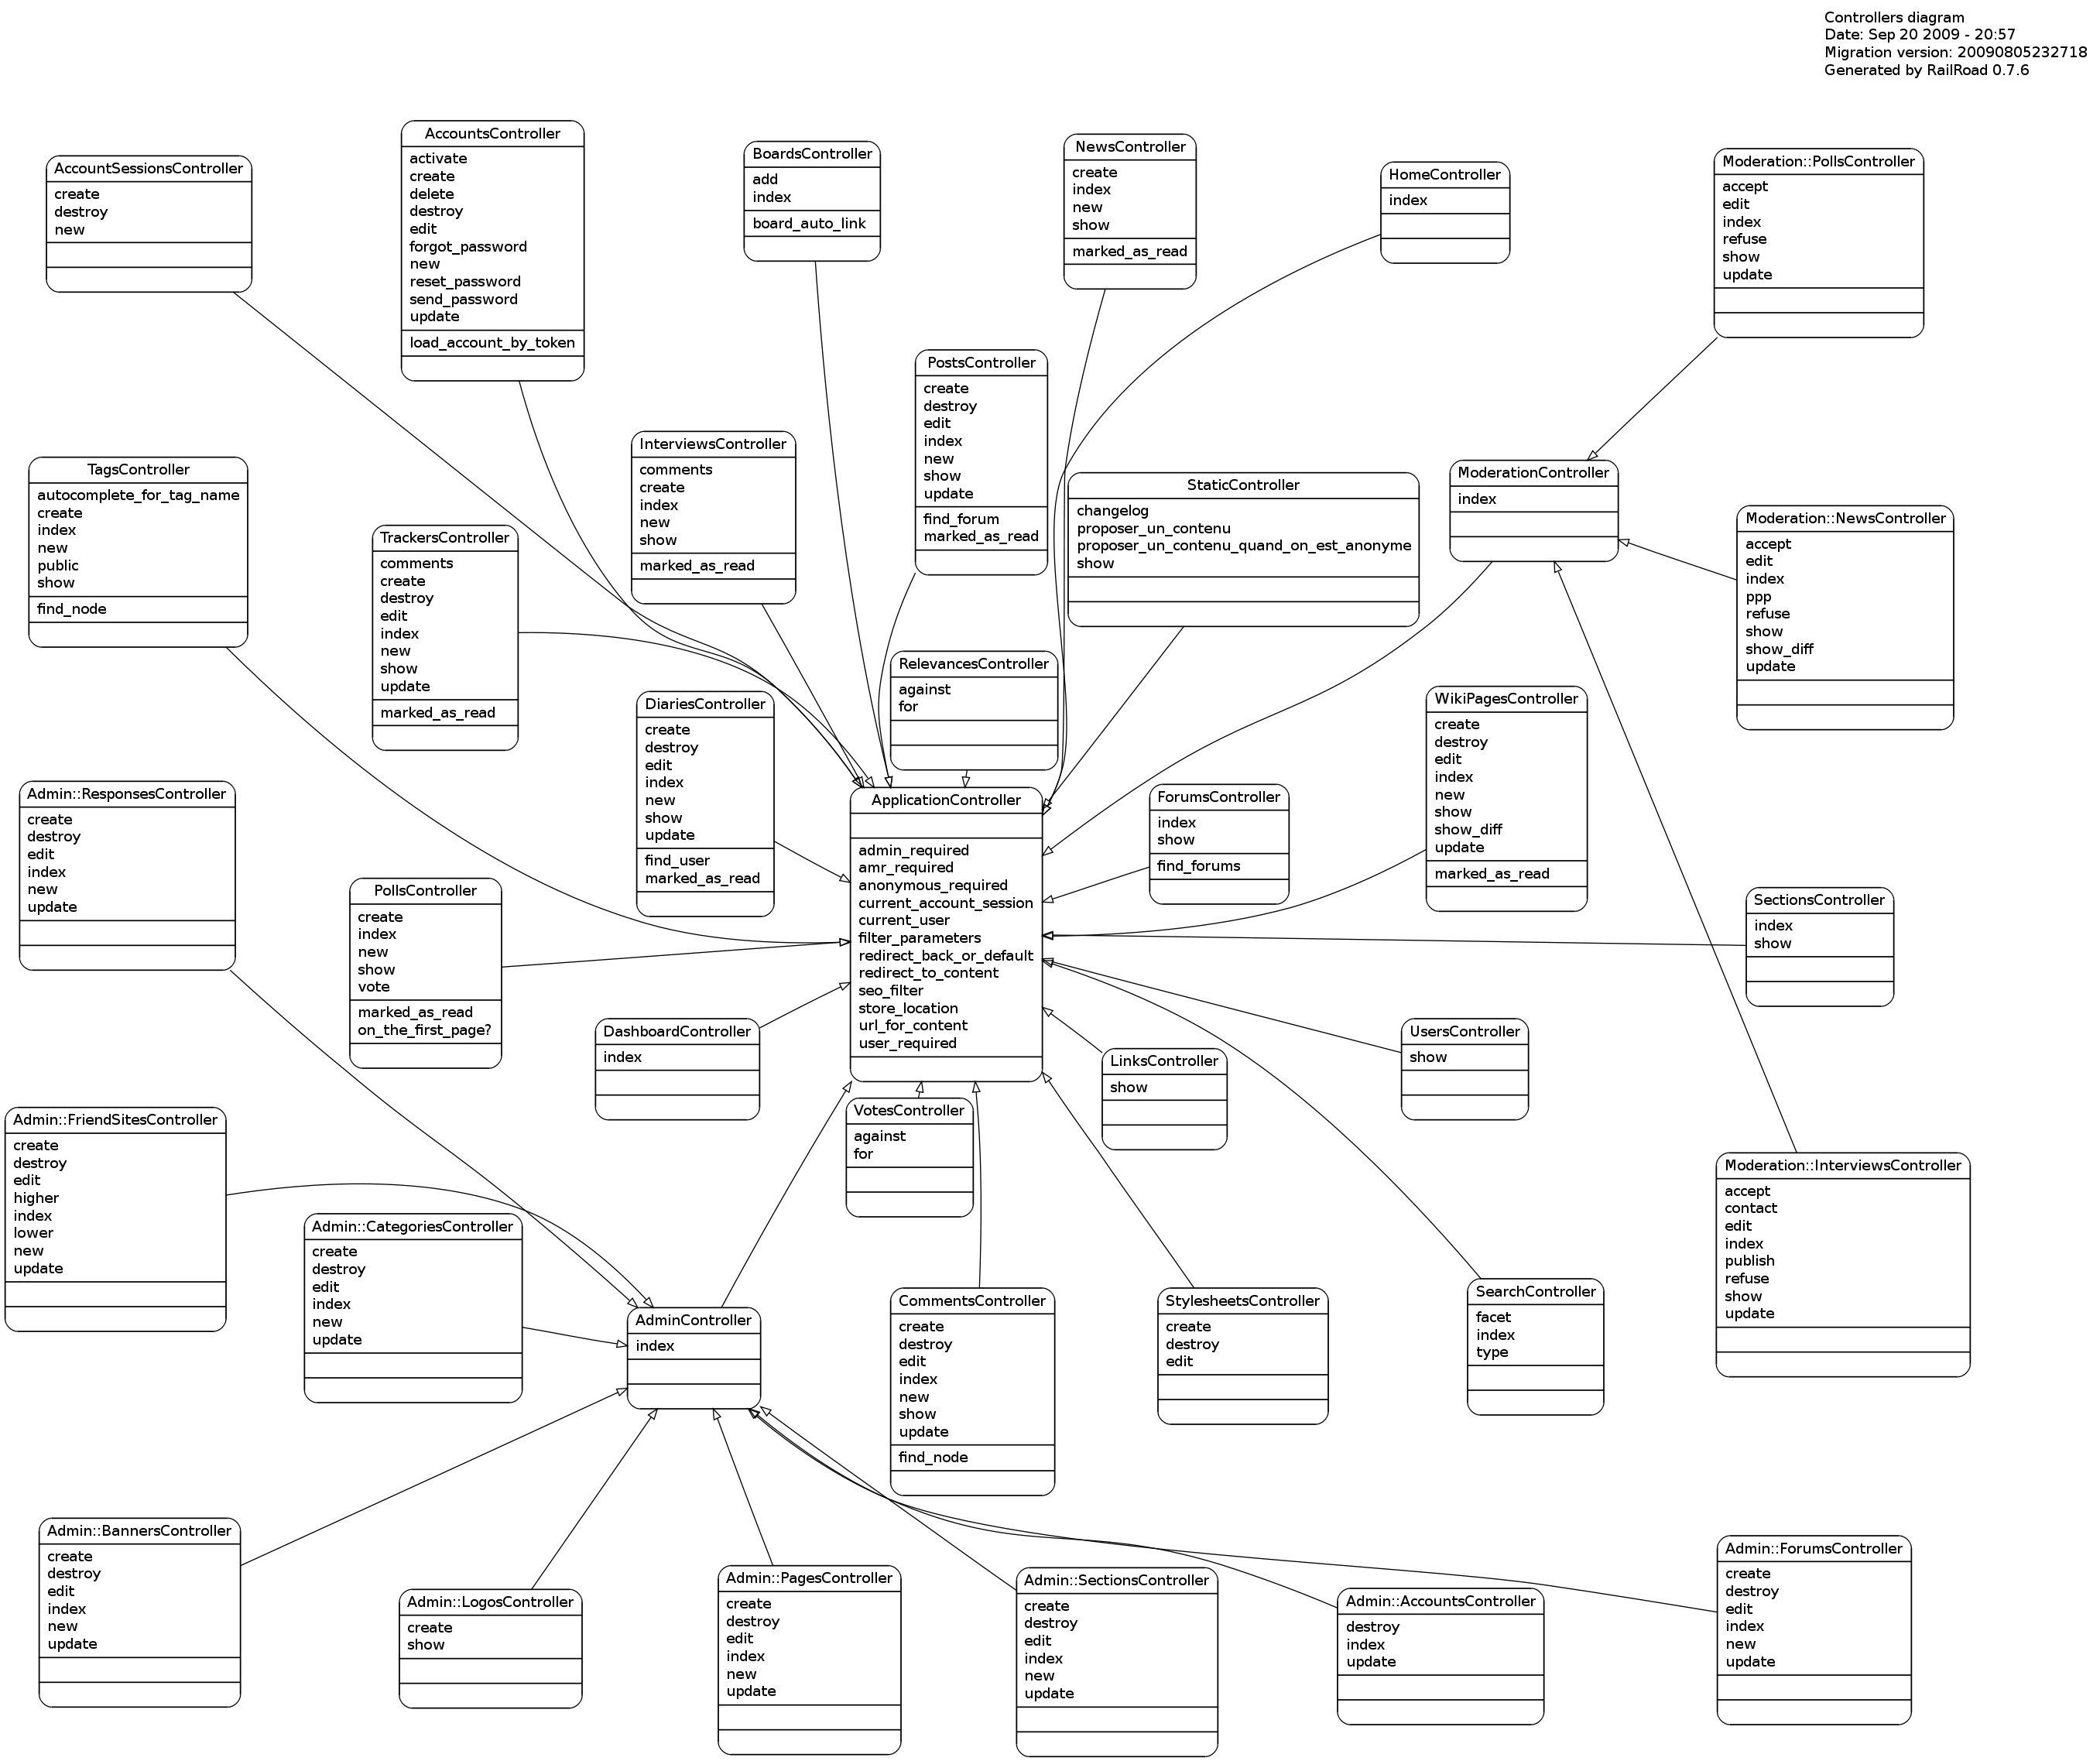 Controllers diagram
Date: Sep 20 2009 - 20:57
Migration version: 20090805232718
Generated by RailRoad 0.7.6
AccountSessionsController
create
destroy
new
AccountsController
activate
create
delete
destroy
edit
forgot_password
new
reset_password
send_password
update
load_account_by_token
BoardsController
add
index
board_auto_link
NewsController
create
index
new
show
marked_as_read
HomeController
index
Moderation::PollsController
accept
edit
index
refuse
show
update
PostsController
create
destroy
edit
index
new
show
update
find_forum
marked_as_read
InterviewsController
comments
create
index
new
show
marked_as_read
TagsController
autocomplete_for_tag_name
create
index
new
public
show
find_node
TrackersController
comments
create
destroy
edit
index
new
show
update
marked_as_read
StaticController
changelog
proposer_un_contenu
proposer_un_contenu_quand_on_est_anonyme
show
ModerationController
index
Moderation::NewsController
accept
edit
index
ppp
refuse
show
show_diff
update
RelevancesController
against
for
DiariesController
create
destroy
edit
index
new
show
update
find_user
marked_as_read
WikiPagesController
create
destroy
edit
index
new
show
show_diff
update
marked_as_read
Admin::ResponsesController
create
destroy
edit
index
new
update
ApplicationController
admin_required
amr_required
anonymous_required
current_account_session
current_user
filter_parameters
redirect_back_or_default
redirect_to_content
seo_filter
store_location
url_for_content
user_required
ForumsController
index
show
find_forums
PollsController
create
index
new
show
vote
marked_as_read
on_the_first_page?
SectionsController
index
show
DashboardController
index
UsersController
show
LinksController
show
VotesController
against
for
Admin::FriendSitesController
create
destroy
edit
higher
index
lower
new
update
Moderation::InterviewsController
accept
contact
edit
index
publish
refuse
show
update
Admin::CategoriesController
create
destroy
edit
index
new
update
AdminController
index
CommentsController
create
destroy
edit
index
new
show
update
find_node
StylesheetsController
create
destroy
edit
SearchController
facet
index
type
Admin::BannersController
create
destroy
edit
index
new
update
Admin::LogosController
create
show
Admin::PagesController
create
destroy
edit
index
new
update
Admin::SectionsController
create
destroy
edit
index
new
update
Admin::AccountsController
destroy
index
update
Admin::ForumsController
create
destroy
edit
index
new
update